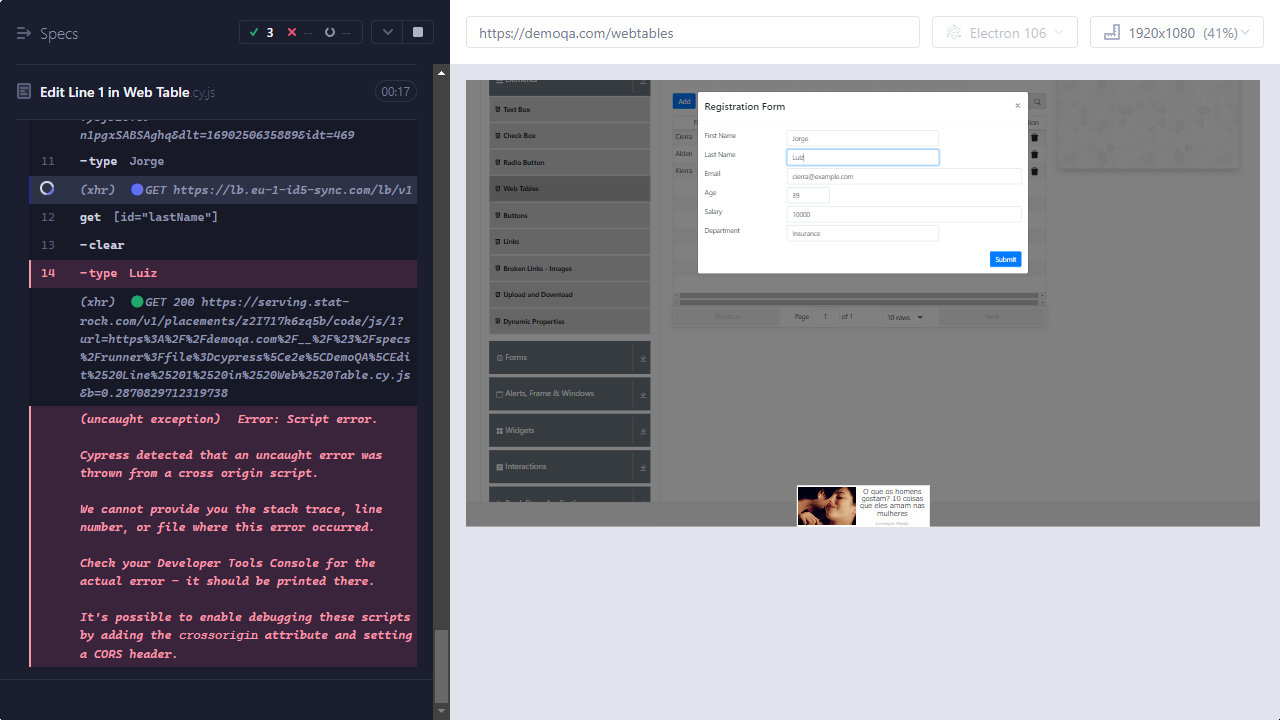 Specs
3
--
--
Edit Line 1 in Web Table.cy.js
00:17
n1pgxSABSAghq&dlt=1690250635889&idt=469
11 -type Jorge
(xhr) GET https://lb.eu-1-id5-sync.com/lb/v1
12 get [id="lastName"]
13 -clear
14 -type Luiz
(xhr) GET 200 https://serving.stat-
rock.com/v1/placements/z2I717k6zq5b/code/js/1?
url=https%3A%2F%2Fdemoqa.com%2F__%2F%23%2Fspecs
%2Frunner%3Ffile%3Dcypress%5Ce2e%5CDemoQA%5CEdi
t%2520Line%25201%2520in%2520Web%2520Table.cy.js
&b=0.2870829712319738
(uncaught exception) Error: Script error.
Cypress detected that an uncaught error was
thrown from a cross origin script.
We cannot provide you the stack trace, line
number, or file where this error occurred.
Check your Developer Tools Console for the
actual error - it should be printed there.
It's possible to enable debugging these scripts
by adding the crossorigin attribute and setting
a CORS header.
https://demoqa.com/webtables
Electron 106
1920x1080 (41%)
Elements
Text Box
Check Box
Radio Button
Web Tables
Buttons
Links
Broken Links - Images
Upload and Download
Dynamic Properties
Forms
Alerts, Frame & Windows
Widgets
Interactions
Add
Cierra
Alden
Kierra
Registration Form
×
First Name Jorge
Last Name Luiz
Email cierra@example.com
Age 39
Salary 10000
Department Insurance
Submit
Previous Page 1 of 1 10 rows Next
O que os homens
gostam? 10 coisas
que eles amam nas
mulheres